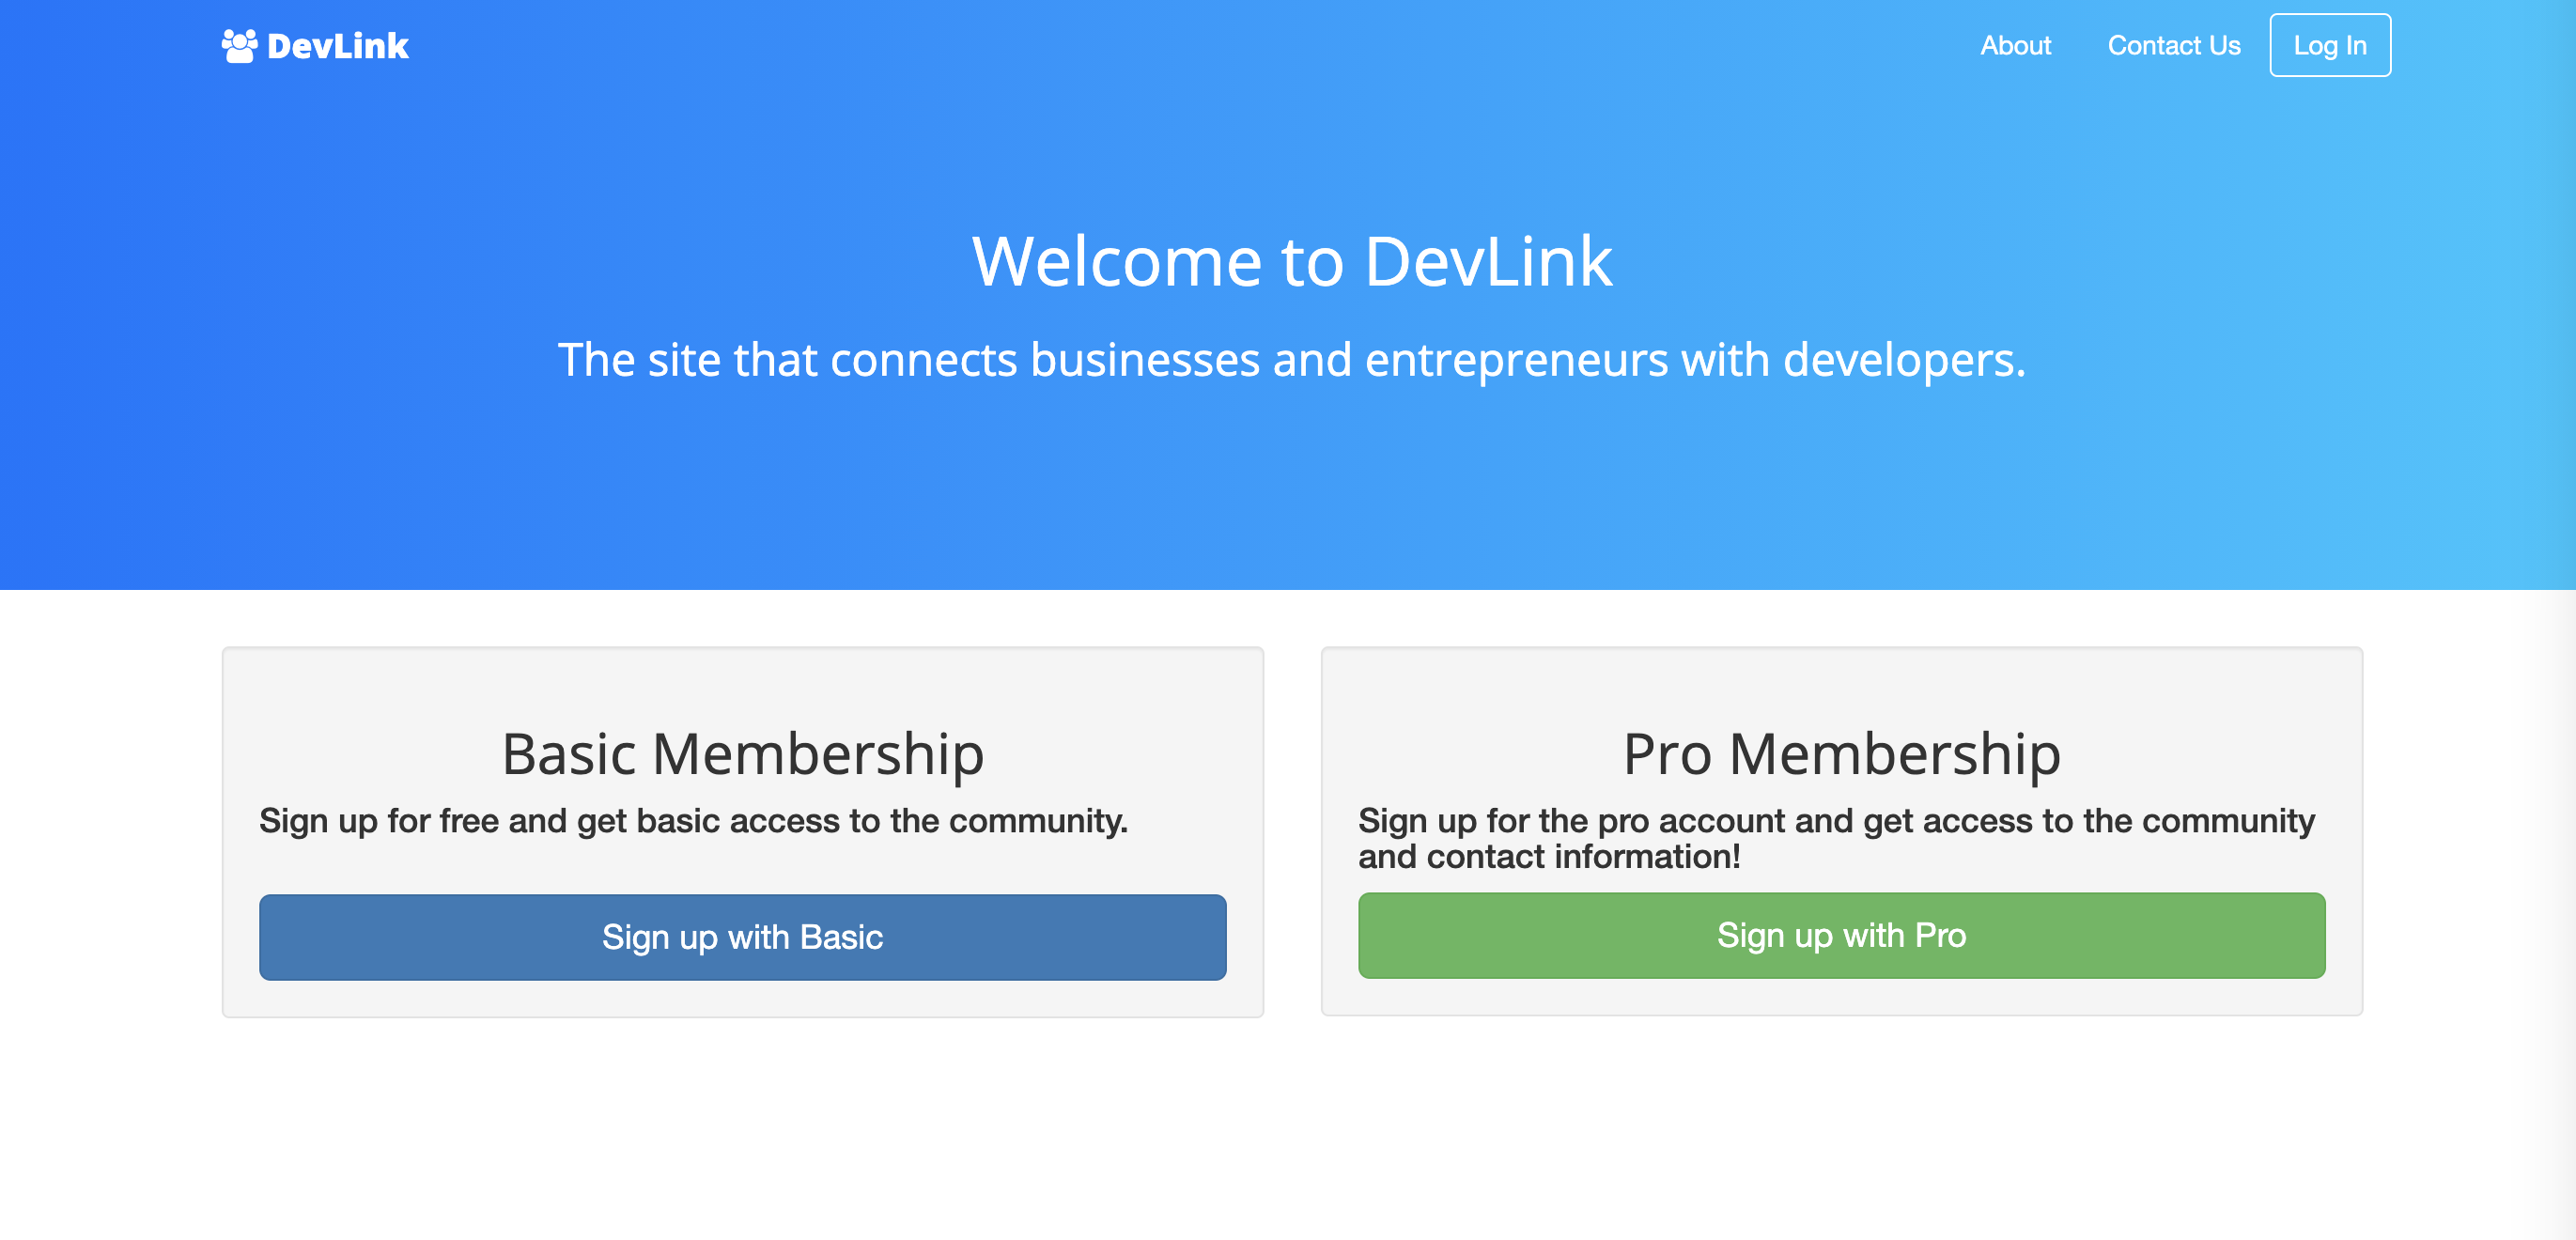 DevLink
About
Contact Us
Log In
Welcome to DevLink
The site that connects businesses and entrepreneurs with developers.
Basic Membership
Sign up for free and get basic access to the community.
Sign up with Basic
Pro Membership
Sign up for the pro account and get access to the community
and contact information!
Sign up with Pro